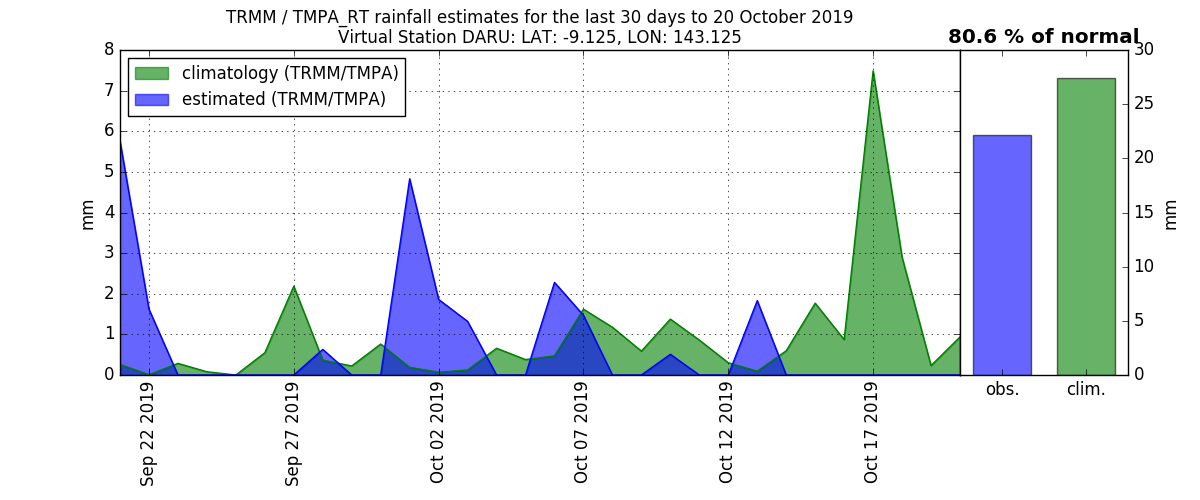 TRMM / TMPA_RT rainfall estimates for the last 30 days to 20 October 2019
Virtual Station DARU: LAT: -9.125, LON: 143.125
80.6 % of normal
climatology (TRMM/TMPA)
estimated (TRMM/TMPA)
8
7
6
5
4
3
2
1
0
mm
30
25
20
15
10
5
0
mm
Sep 22 2019
Sep 27 2019
Oct 02 2019
Oct 07 2019
Oct 12 2019
Oct 17 2019
obs.
clim.